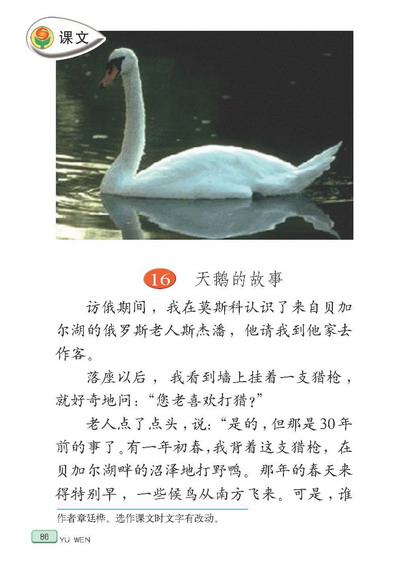 课文
16 天鹅的故事
访俄期间，我在莫斯科认识了来自贝加
尔湖的俄罗斯老人斯杰潘，他请我到他家去
作客。
落座以后，我看到墙上挂着一支猎枪，
就好奇地问：“您老喜欢打猎?”
老人点了点头，说：“是的，但那是30年
前的事了。有一年初春，我背着这支猎枪，在
贝加尔湖畔的沼泽地打野鸭。那年的春天来
得特别早，一些候鸟从南方飞来。可是，谁
作者章廷桦。选作课文时文字有改动。
86 YU WEN